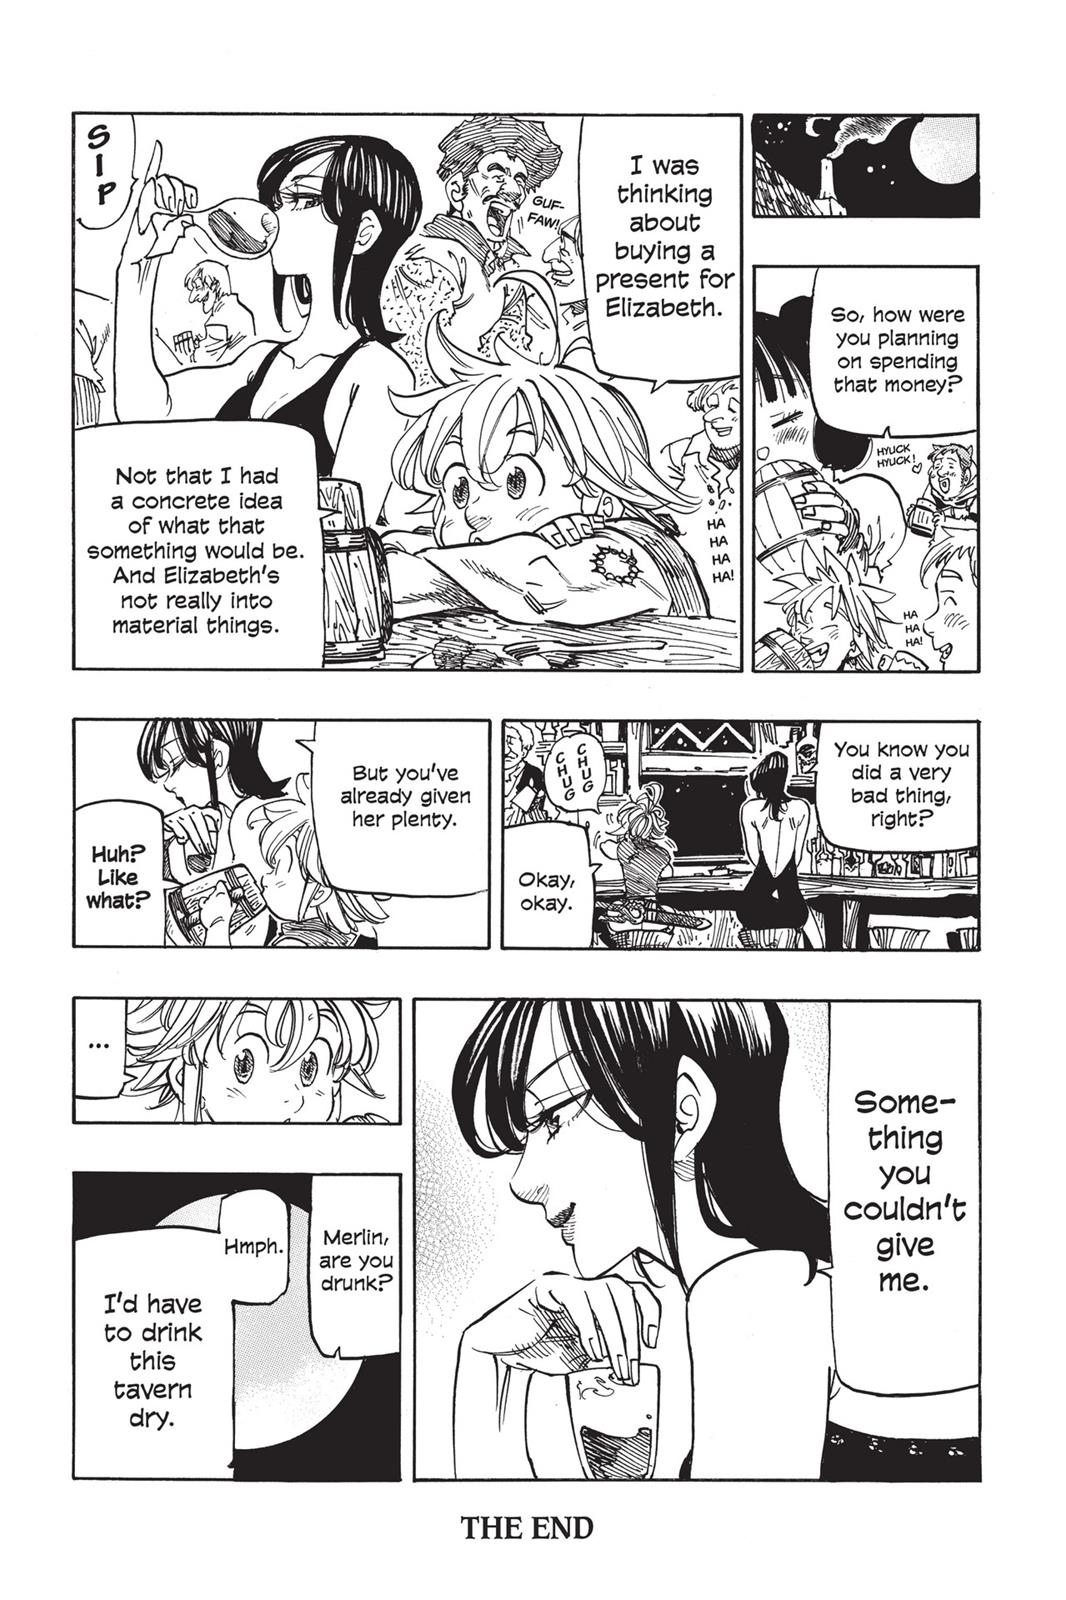 So, how were
you planning
on spending
that money?
HYUCK
HYUCK!
HA
HA
HA!
I was
thinking
about
buying a
present for
Elizabeth.
GUF-
FAW!
SIP
HA
HA
HA
HA!
Not that I had
a concrete idea
of what that
something would be.
And Elizabeth's
not really into
material things.
You know you
did a very
bad thing,
right?
CHUG
CHUG
Okay,
okay.
But you've
already given
her plenty.
Huh?
Like
what?
Some-
thing
you
couldn't
give
me.
...
Merlin,
are you
drunk?
Hmph.
I'd have
to drink
this
tavern
dry.
THE END